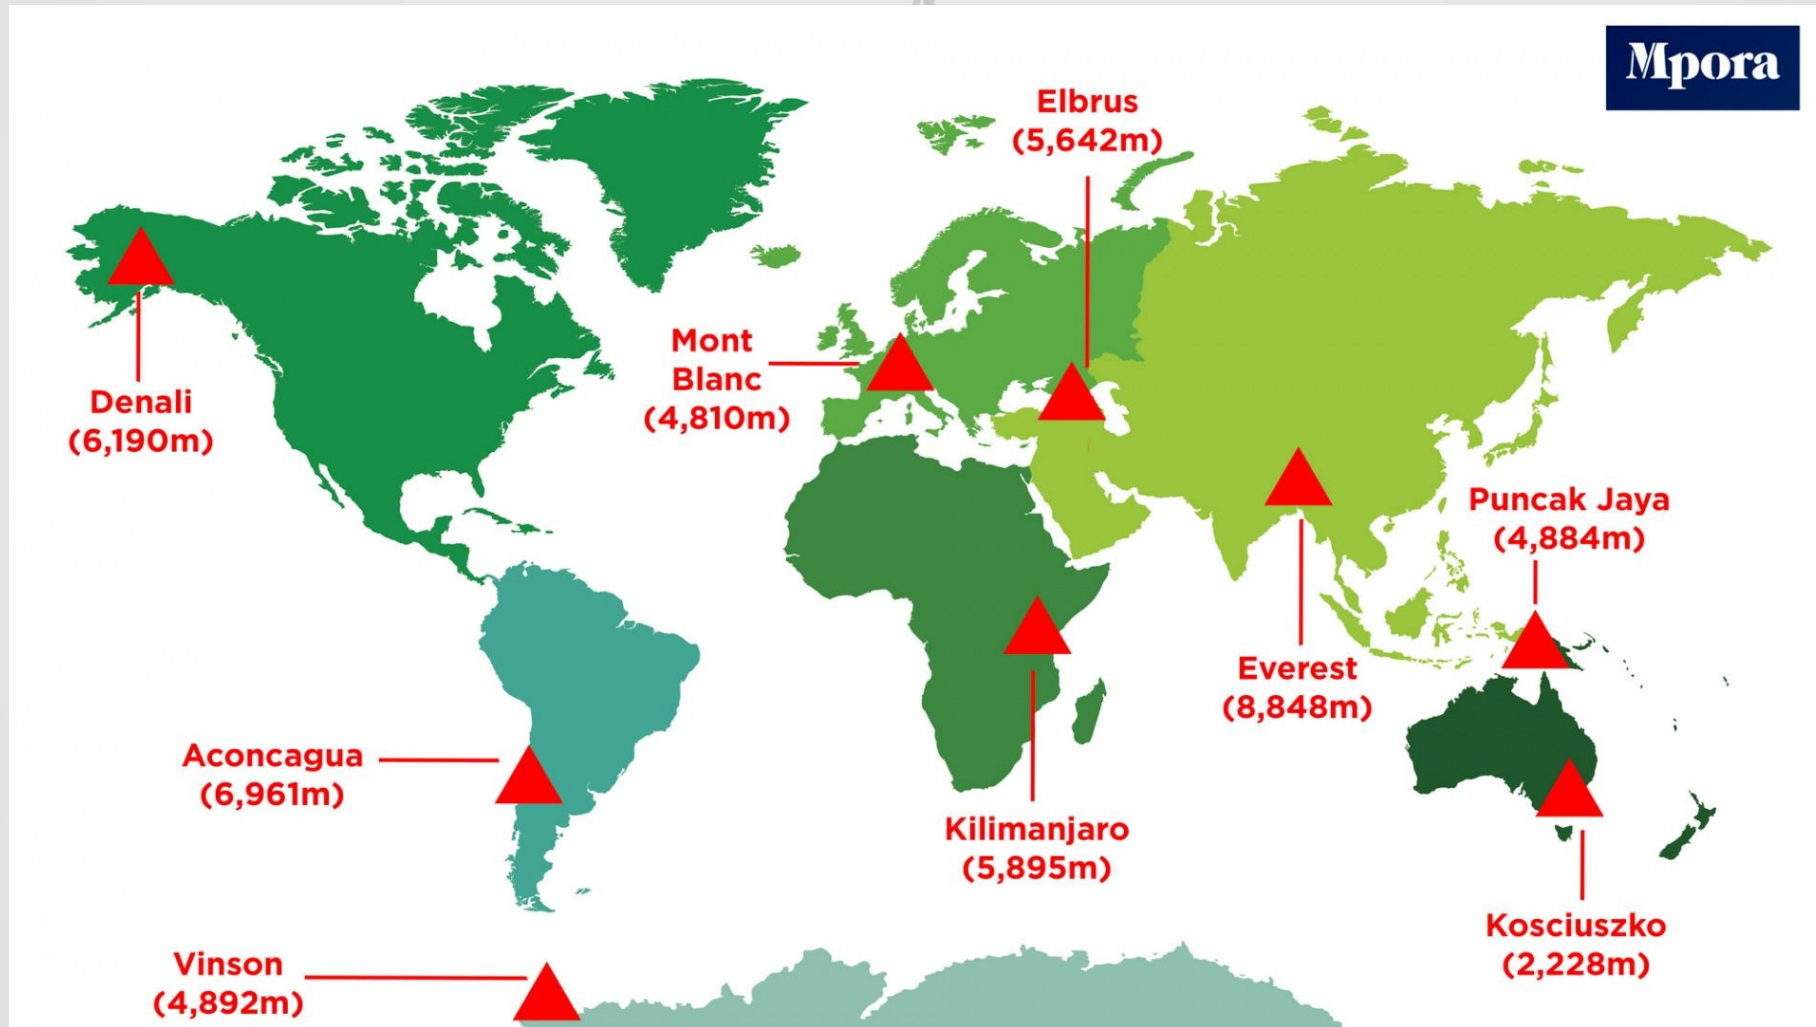 Mpora
Elbrus
(5,642m)
Mont
Blanc
(4,810m)
Denali
(6,190m)
Puncak Jaya
(4,884m)
Everest
(8,848m)
Aconcagua
(6,961m)
Kilimanjaro
(5,895m)
Kosciuszko
(2,228m)
Vinson
(4,892m)